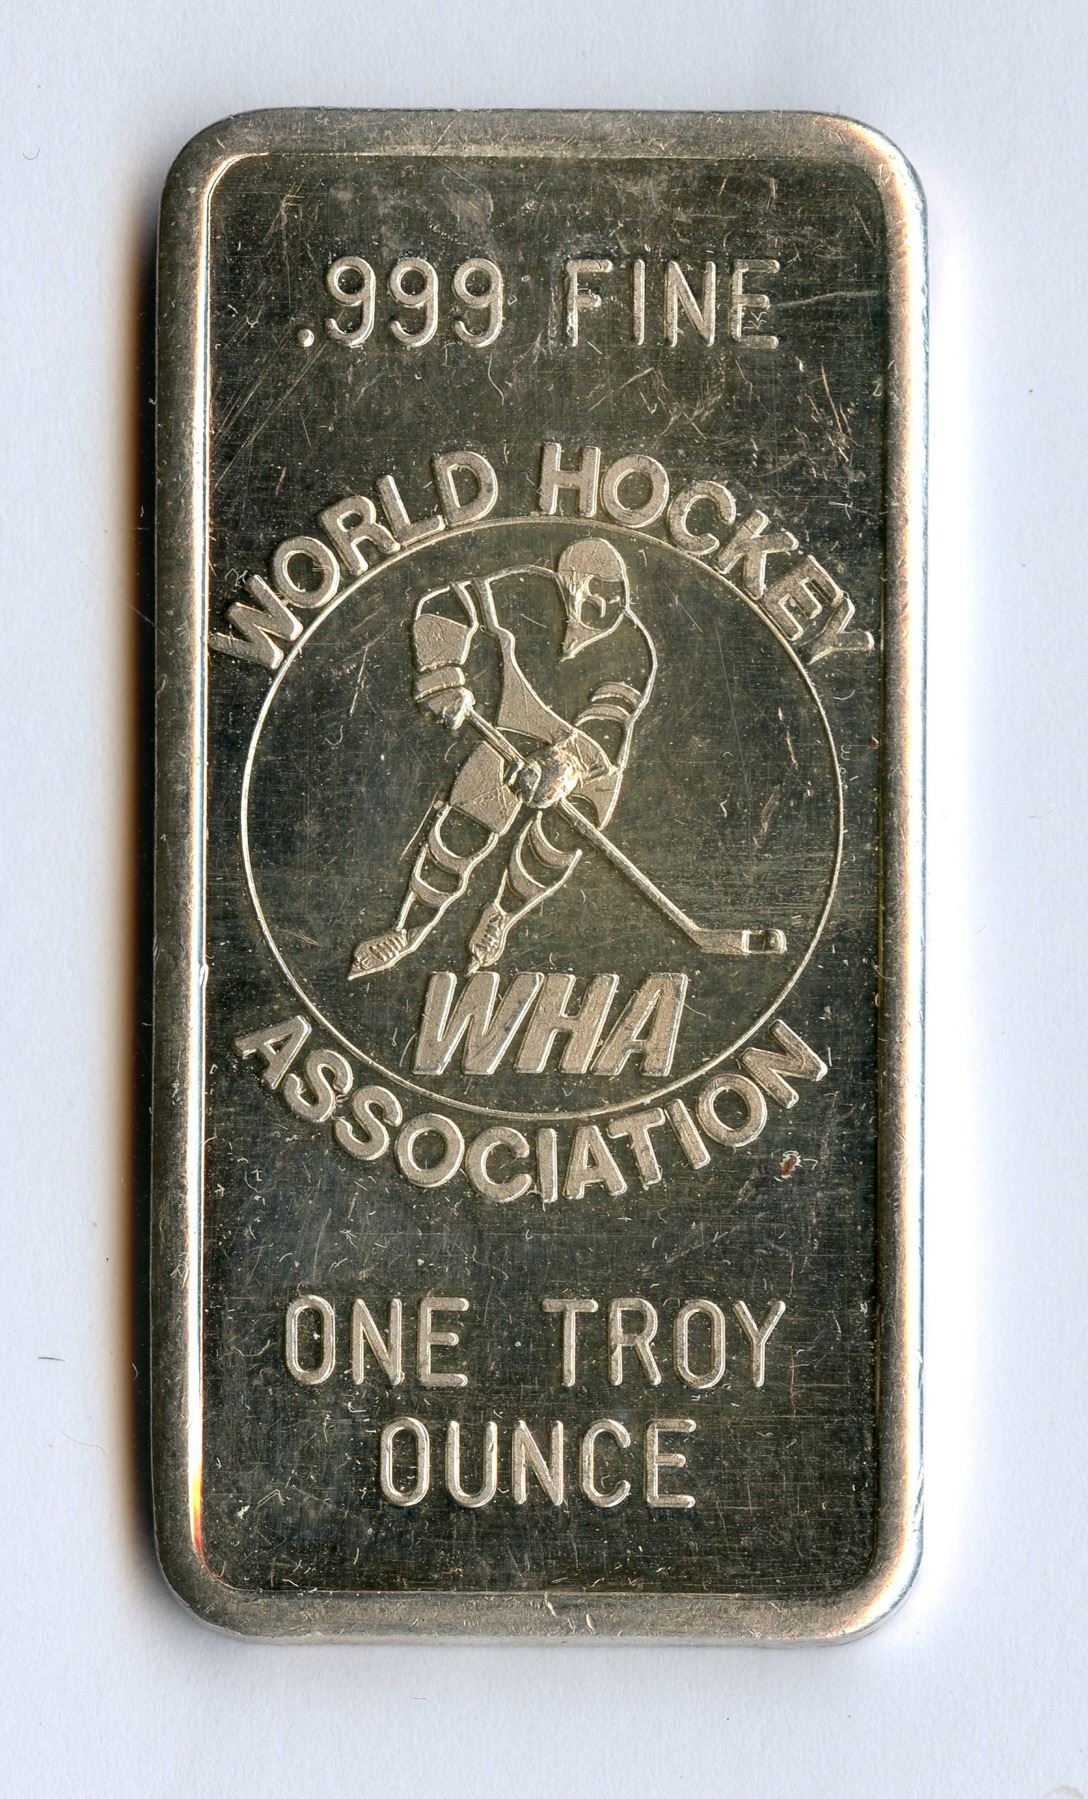 .999 FINE
WORLD HOCKEY
WHA
ASSOCIATION
ONE TROY
OUNCE